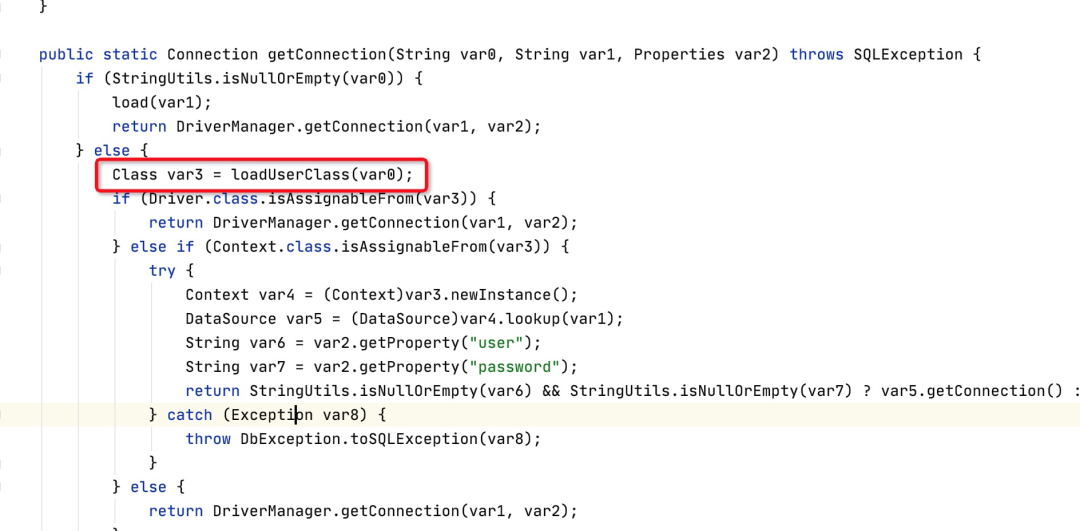 }
public static Connection getConnection(String var0, String var1, Properties var2) throws SQLException {
if (StringUtils.isNullOrEmpty(var0)) {
load(var1);
return DriverManager.getConnection(var1, var2);
} else {
Class var3 = loadUserClass(var0);
if (Driver.class.isAssignableFrom(var3)) {
return DriverManager.getConnection(var1, var2);
} else if (Context.class.isAssignableFrom(var3)) {
try {
Context var4 = (Context)var3.newInstance();
DataSource var5 = (DataSource)var4.lookup(var1);
String var6 = var2.getProperty("user");
String var7 = var2.getProperty("password");
return StringUtils.isNullOrEmpty(var6) && StringUtils.isNullOrEmpty(var7) ? var5.getConnection() :
} catch (Exception var8) {
throw DbException.toSQLException(var8);
}
} else {
return DriverManager.getConnection(var1, var2);